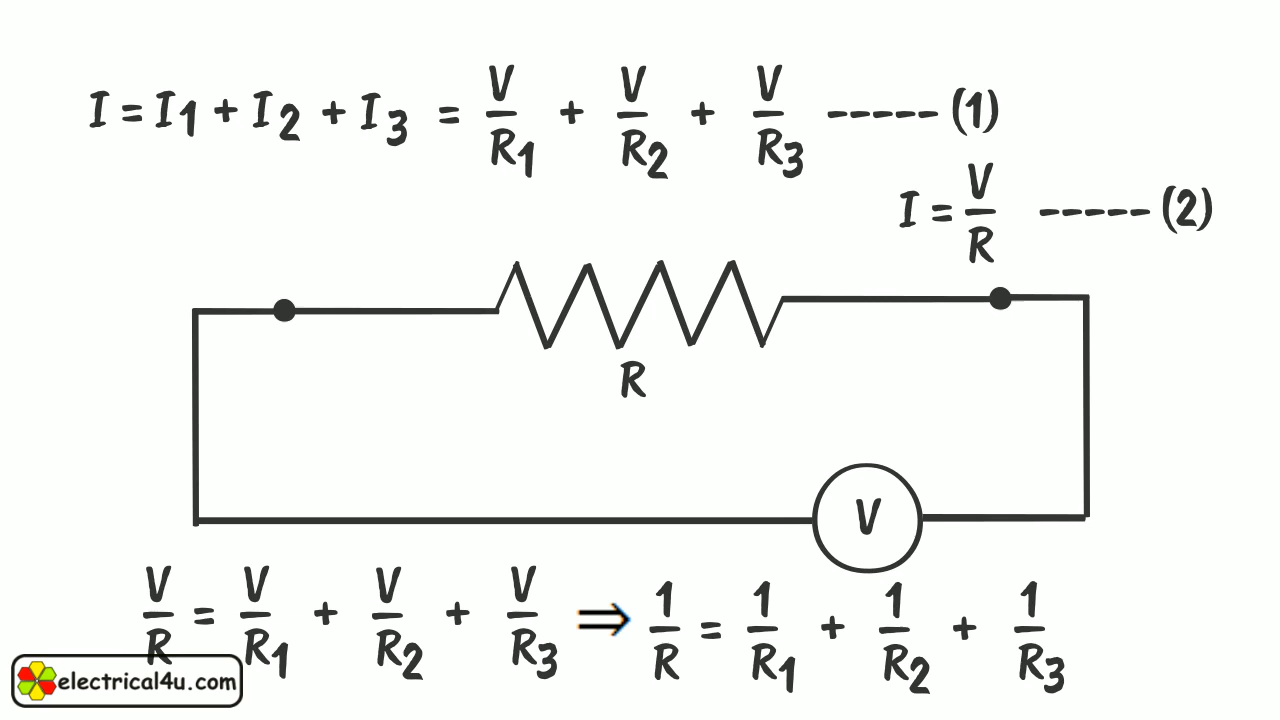 I = I1 + I2 + I3 = V/R1 + V/R2 + V/R3 ----- (1)
I = V/R ----- (2)
R
V
V/R = V/R1 + V/R2 + V/R3 ⇒ 1/R = 1/R1 + 1/R2 + 1/R3
electrical4u.com